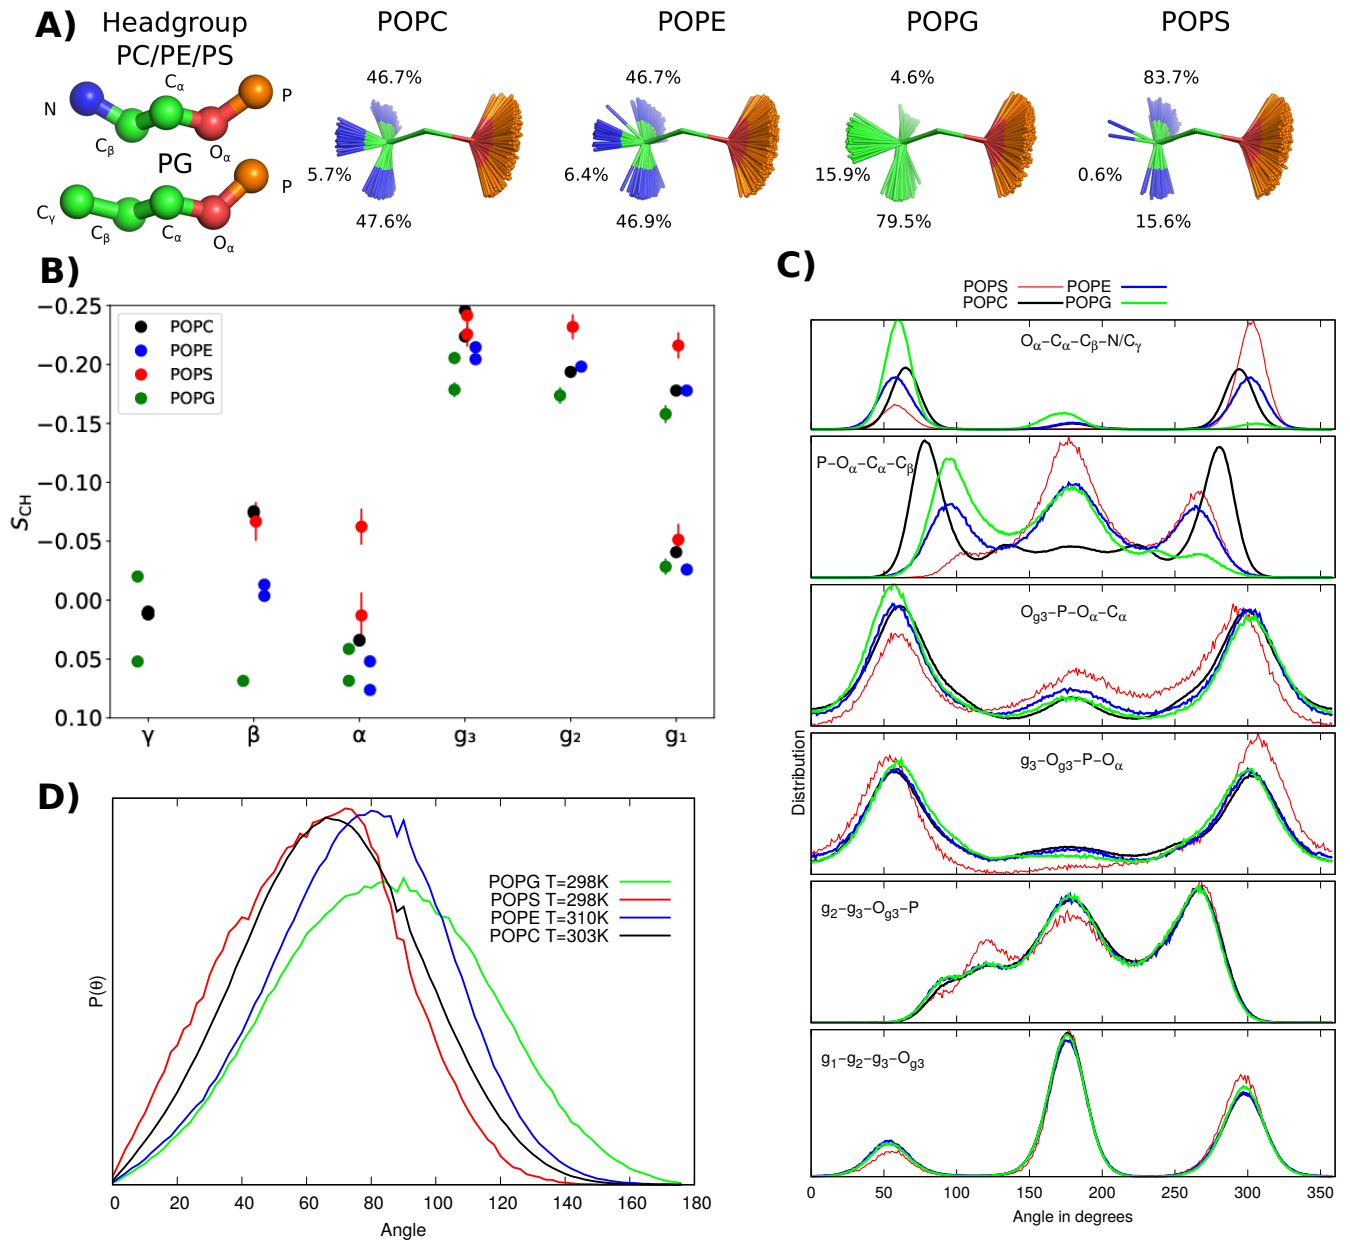 A)
Headgroup
PC/PE/PS
POPC
POPE
POPG
POPS
N
Cα
P
Cβ
Oα
PG
Cγ
P
Cβ
Cα
Oα
46.7%
5.7%
47.6%
46.7%
6.4%
46.9%
4.6%
15.9%
79.5%
83.7%
0.6%
15.6%
B)
POPC
POPE
POPS
POPG
SCH
−0.25
−0.20
−0.15
−0.10
−0.05
0.00
0.05
0.10
γ β α g₃ g₂ g₁
C)
POPS POPE
POPC POPG
Oα−Cα−Cβ−N/Cγ
P−Oα−Cα−Cβ
Og3−P−Oα−Cα
g3−Og3−P−Oα
g2−g3−Og3−P
g1−g2−g3−Og3
Distribution
0 50 100 150 200 250 300 350
Angle in degrees
D)
POPG T=298K
POPS T=298K
POPE T=310K
POPC T=303K
P(θ)
0 20 40 60 80 100 120 140 160 180
Angle